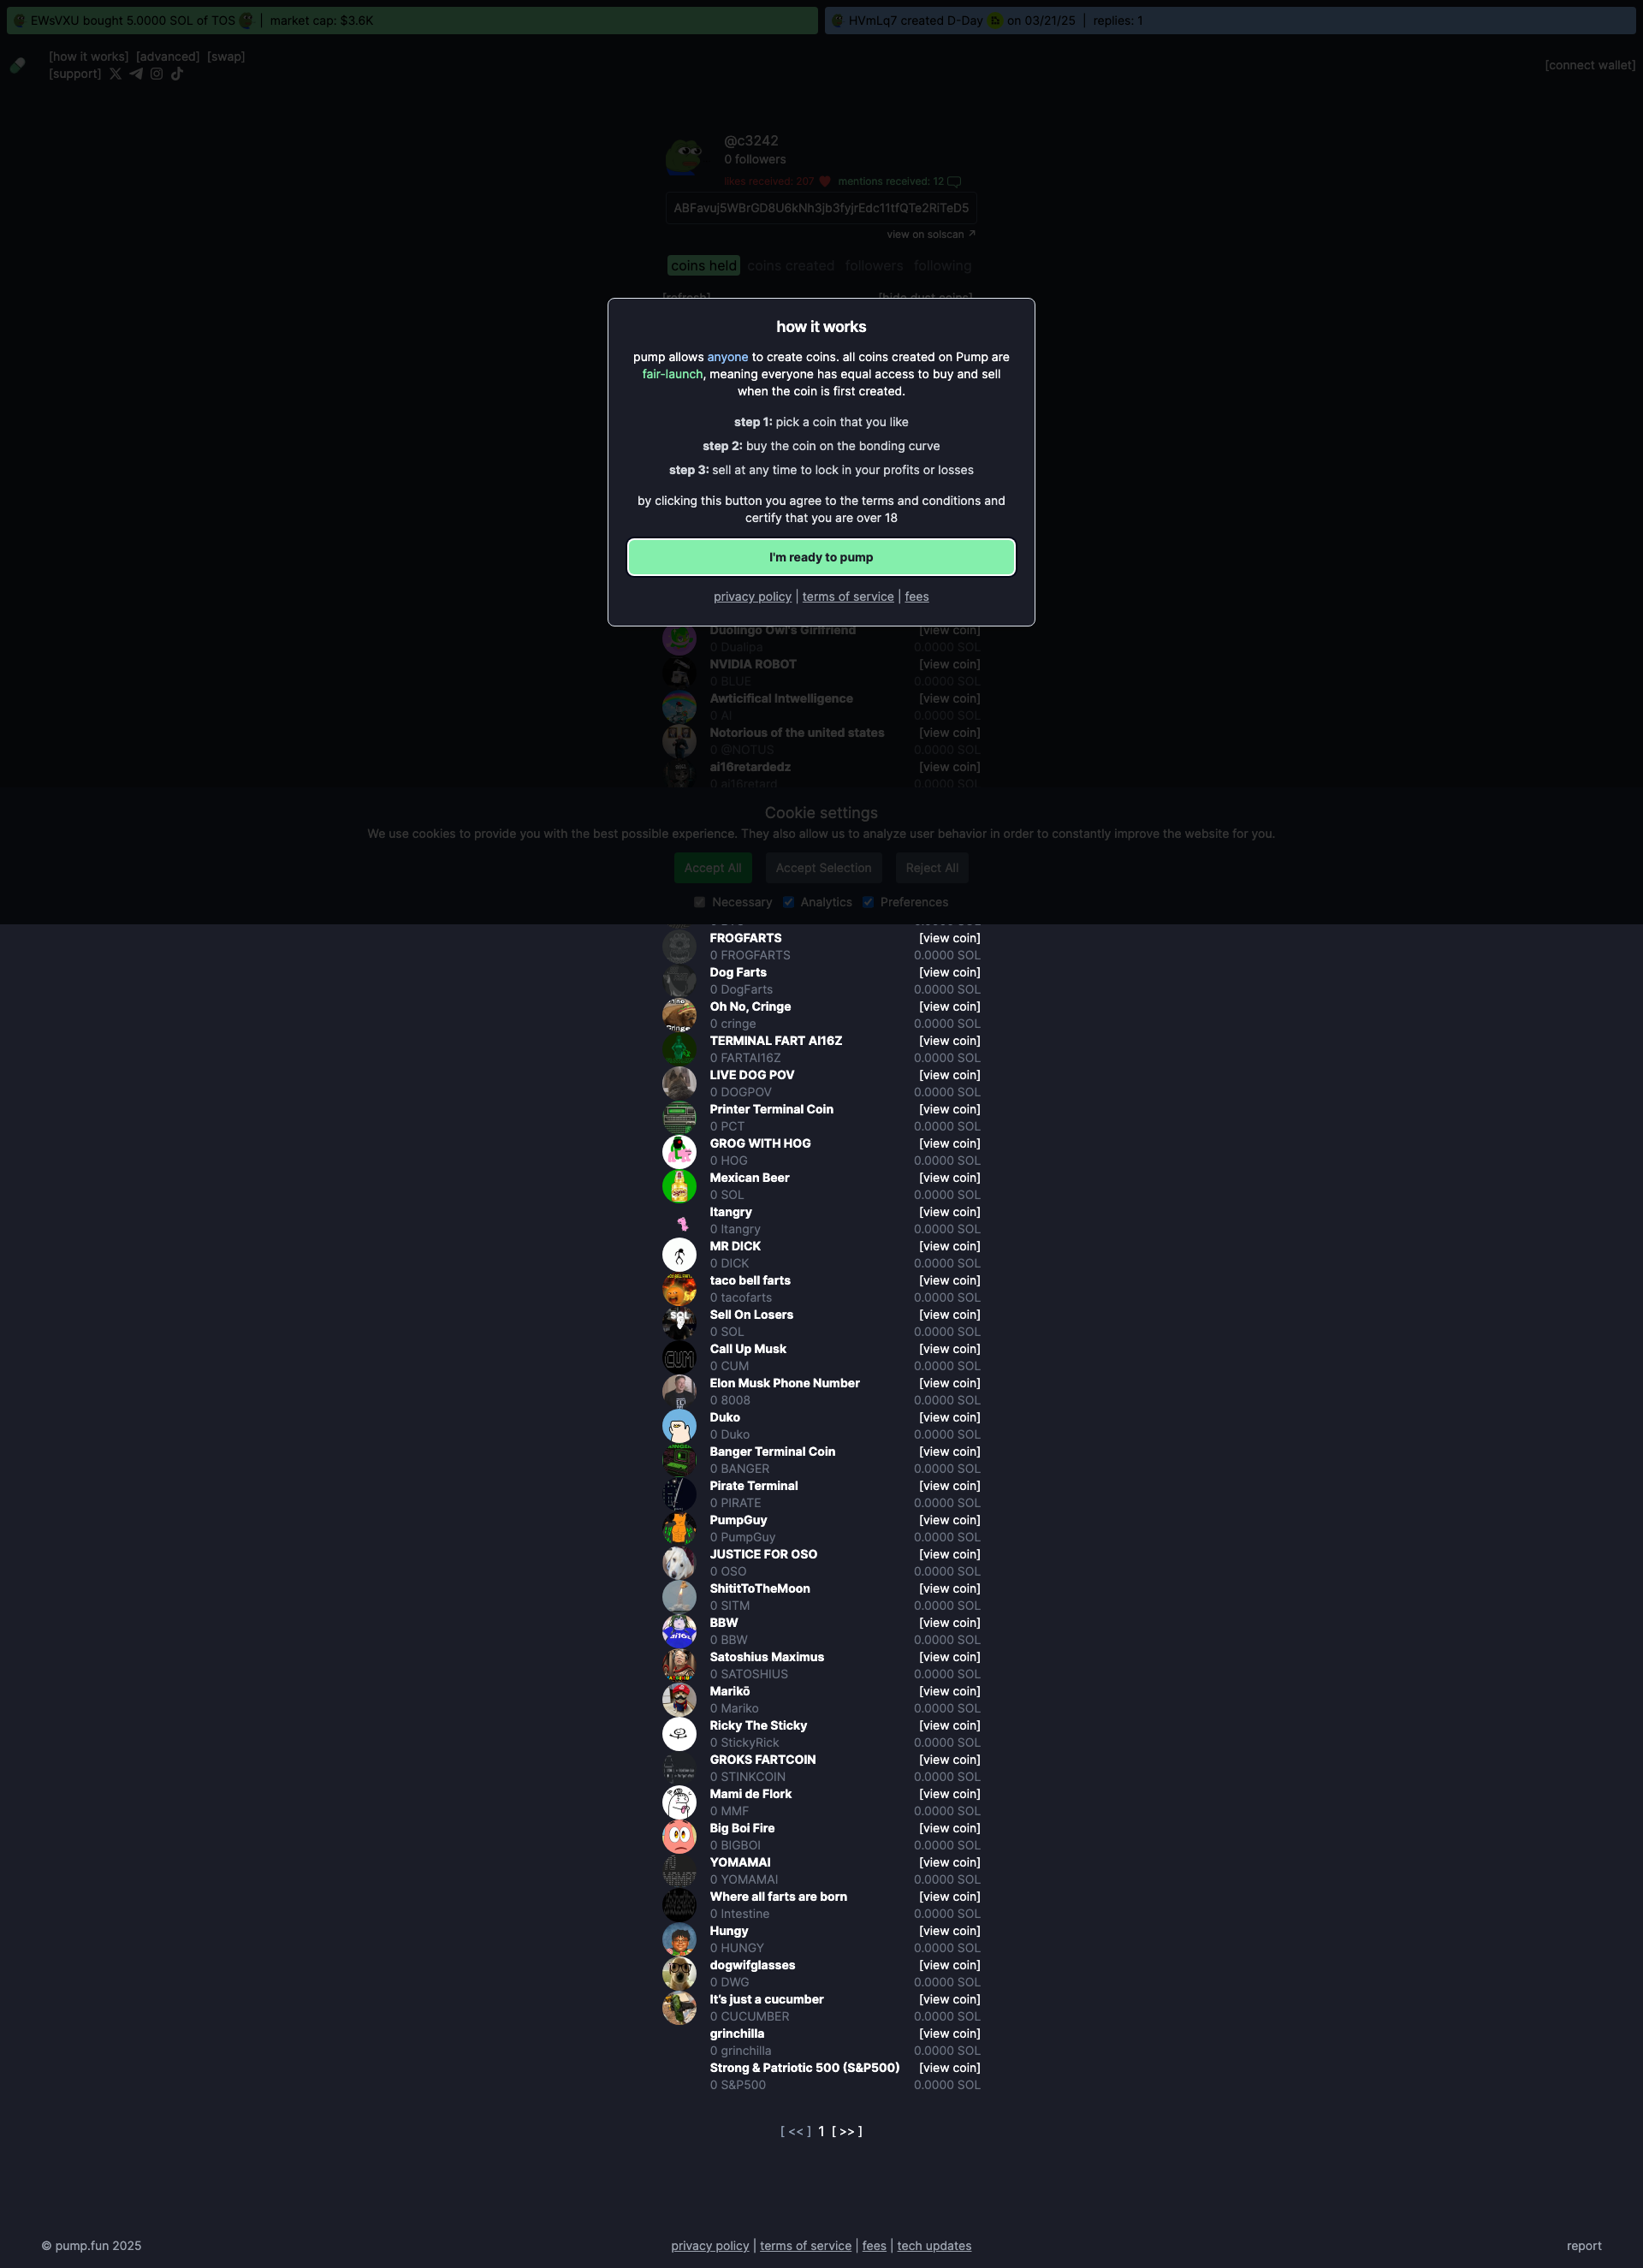 EWsVXU bought 5.0000 SOL of TOS | market cap: $3.6K
HVmLq7 created D-Day on 03/21/25 | replies: 1
[how it works] [advanced] [swap]
[support]
[connect wallet]
@c3242
0 followers
likes received: 207 mentions received: 12
ABFavuj5WBrGD8U6kNh3jb3fyjrEdc11tfQTe2RiTeD5
view on solscan ↗
coins held coins created followers following
[refresh] [hide dust coins]
how it works
pump allows anyone to create coins. all coins created on Pump are
fair-launch, meaning everyone has equal access to buy and sell
when the coin is first created.
step 1: pick a coin that you like
step 2: buy the coin on the bonding curve
step 3: sell at any time to lock in your profits or losses
by clicking this button you agree to the terms and conditions and
certify that you are over 18
I'm ready to pump
privacy policy | terms of service | fees
Duolingo Owl's Girlfriend [view coin]
0 Dualipa 0.0000 SOL
NVIDIA ROBOT [view coin]
0 BLUE 0.0000 SOL
Awticifical Intwelligence [view coin]
0 AI 0.0000 SOL
Notorious of the united states [view coin]
0 @NOTUS 0.0000 SOL
ai16retardedz [view coin]
0 ai16retard 0.0000 SOL
Cookie settings
We use cookies to provide you with the best possible experience. They also allow us to analyze user behavior in order to constantly improve the website for you.
Accept All Accept Selection Reject All
Necessary Analytics Preferences
FROGFARTS [view coin]
0 FROGFARTS 0.0000 SOL
Dog Farts [view coin]
0 DogFarts 0.0000 SOL
Oh No, Cringe [view coin]
0 cringe 0.0000 SOL
TERMINAL FART AI16Z [view coin]
0 FARTAI16Z 0.0000 SOL
LIVE DOG POV [view coin]
0 DOGPOV 0.0000 SOL
Printer Terminal Coin [view coin]
0 PCT 0.0000 SOL
GROG WITH HOG [view coin]
0 HOG 0.0000 SOL
Mexican Beer [view coin]
0 SOL 0.0000 SOL
Itangry [view coin]
0 Itangry 0.0000 SOL
MR DICK [view coin]
0 DICK 0.0000 SOL
taco bell farts [view coin]
0 tacofarts 0.0000 SOL
Sell On Losers [view coin]
0 SOL 0.0000 SOL
Call Up Musk [view coin]
0 CUM 0.0000 SOL
Elon Musk Phone Number [view coin]
0 8008 0.0000 SOL
Duko [view coin]
0 Duko 0.0000 SOL
Banger Terminal Coin [view coin]
0 BANGER 0.0000 SOL
Pirate Terminal [view coin]
0 PIRATE 0.0000 SOL
PumpGuy [view coin]
0 PumpGuy 0.0000 SOL
JUSTICE FOR OSO [view coin]
0 OSO 0.0000 SOL
ShititToTheMoon [view coin]
0 SITM 0.0000 SOL
BBW [view coin]
0 BBW 0.0000 SOL
Satoshius Maximus [view coin]
0 SATOSHIUS 0.0000 SOL
Marikō [view coin]
0 Mariko 0.0000 SOL
Ricky The Sticky [view coin]
0 StickyRick 0.0000 SOL
GROKS FARTCOIN [view coin]
0 STINKCOIN 0.0000 SOL
Mami de Flork [view coin]
0 MMF 0.0000 SOL
Big Boi Fire [view coin]
0 BIGBOI 0.0000 SOL
YOMAMAI [view coin]
0 YOMAMAI 0.0000 SOL
Where all farts are born [view coin]
0 Intestine 0.0000 SOL
Hungy [view coin]
0 HUNGY 0.0000 SOL
dogwifglasses [view coin]
0 DWG 0.0000 SOL
It's just a cucumber [view coin]
0 CUCUMBER 0.0000 SOL
grinchilla [view coin]
0 grinchilla 0.0000 SOL
Strong & Patriotic 500 (S&P500) [view coin]
0 S&P500 0.0000 SOL
[ << ] 1 [ >> ]
© pump.fun 2025
privacy policy | terms of service | fees | tech updates
report